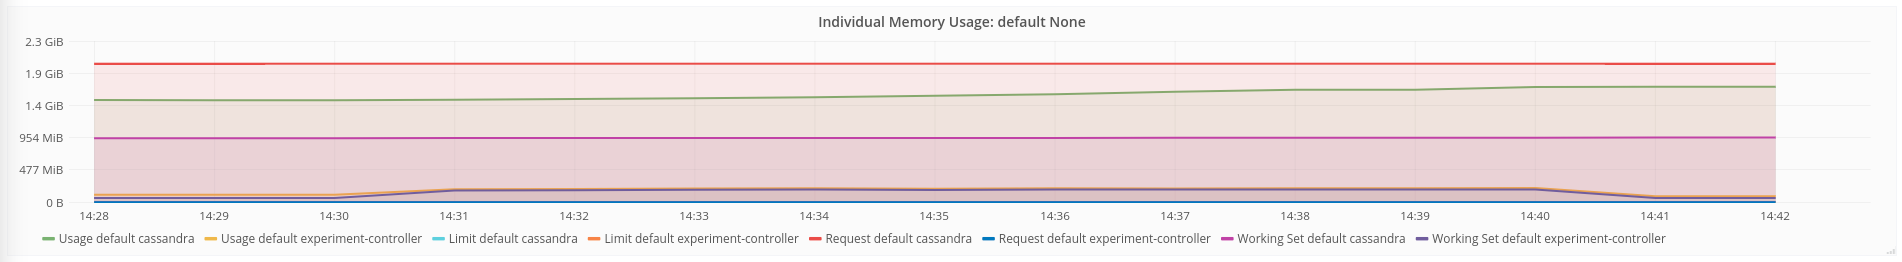 Individual Memory Usage: default None
2.3 GiB
1.9 GiB
1.4 GiB
954 MiB
477 MiB
0 B
14:28 14:29 14:30 14:31 14:32 14:33 14:34 14:35 14:36 14:37 14:38 14:39 14:40 14:41 14:42
Usage default cassandra Usage default experiment-controller Limit default cassandra Limit default experiment-controller Request default cassandra Request default experiment-controller Working Set default cassandra Working Set default experiment-controller